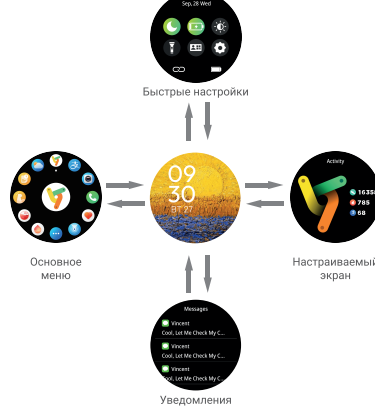 Sep, 28 Wed
Быстрые настройки
09
30
ВТ 27
Activity
16358
785
68
Основное
меню
Настраиваемый
экран
Messages
Vincent
Cool, Let Me Check My C...
Vincent
Cool, Let Me Check My C...
Vincent
Cool, Let Me Check My C...
Уведомления